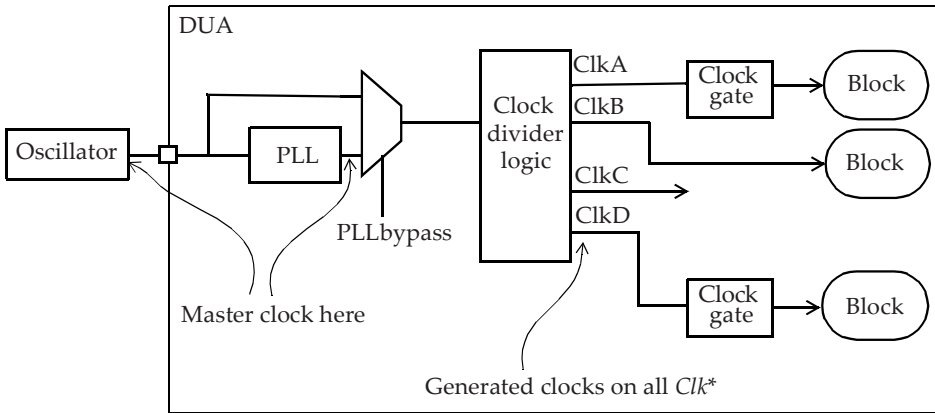 DUA
ClkA
Clock
gate
Block
ClkB
Clock
divider
logic
Oscillator
PLL
Block
ClkC
ClkD
PLLbypass
Master clock here
Clock
gate
Block
Generated clocks on all Clk*